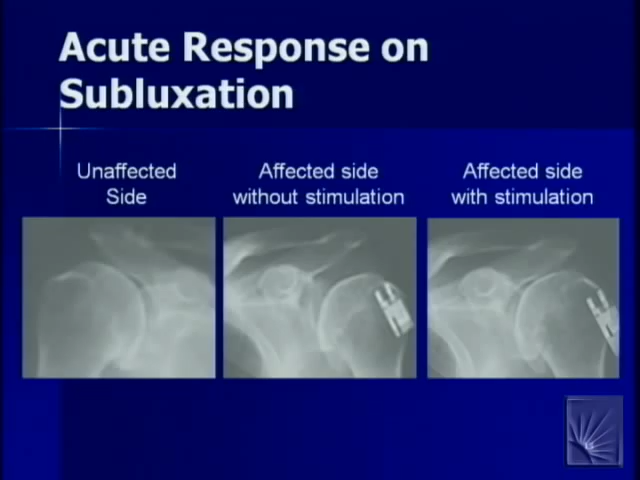 Acute Response on
Subluxation
Unaffected
Side
Affected side
without stimulation
Affected side
with stimulation